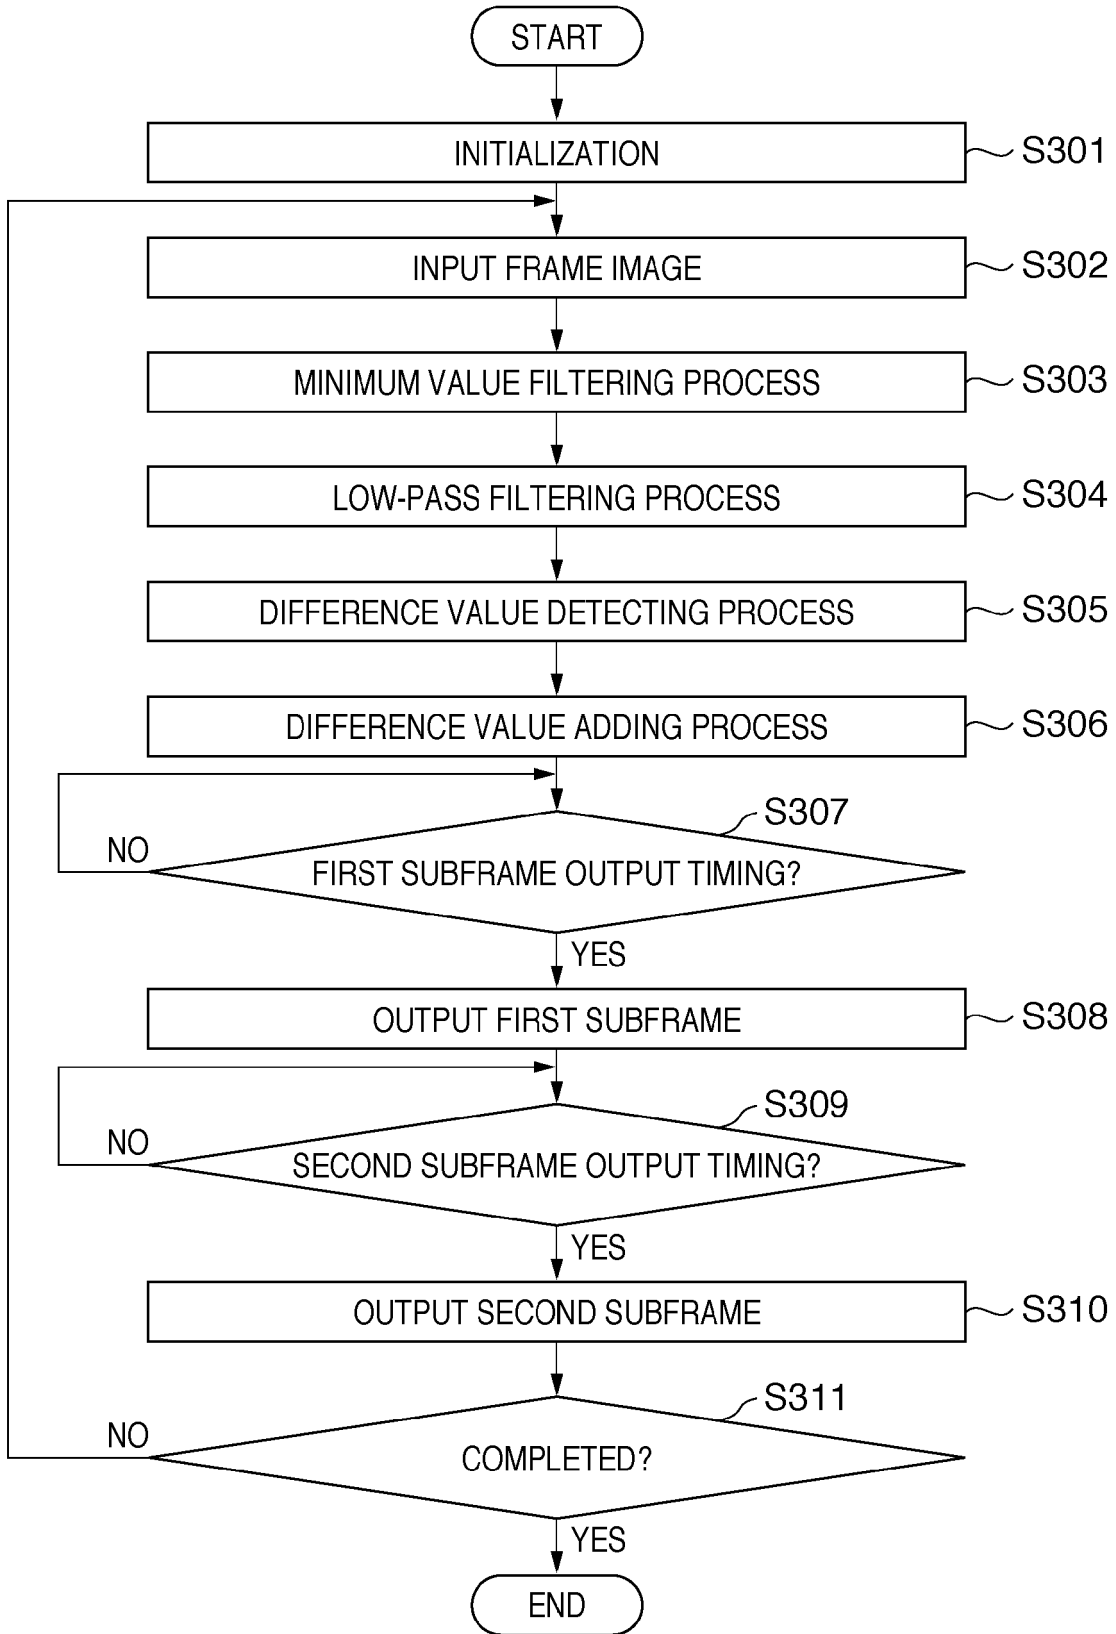 START
INITIALIZATION
S301
INPUT FRAME IMAGE
S302
MINIMUM VALUE FILTERING PROCESS
S303
LOW-PASS FILTERING PROCESS
S304
DIFFERENCE VALUE DETECTING PROCESS
S305
DIFFERENCE VALUE ADDING PROCESS
S306
S307
NO
FIRST SUBFRAME OUTPUT TIMING?
YES
OUTPUT FIRST SUBFRAME
S308
S309
NO
SECOND SUBFRAME OUTPUT TIMING?
YES
OUTPUT SECOND SUBFRAME
S310
S311
NO
COMPLETED?
YES
END